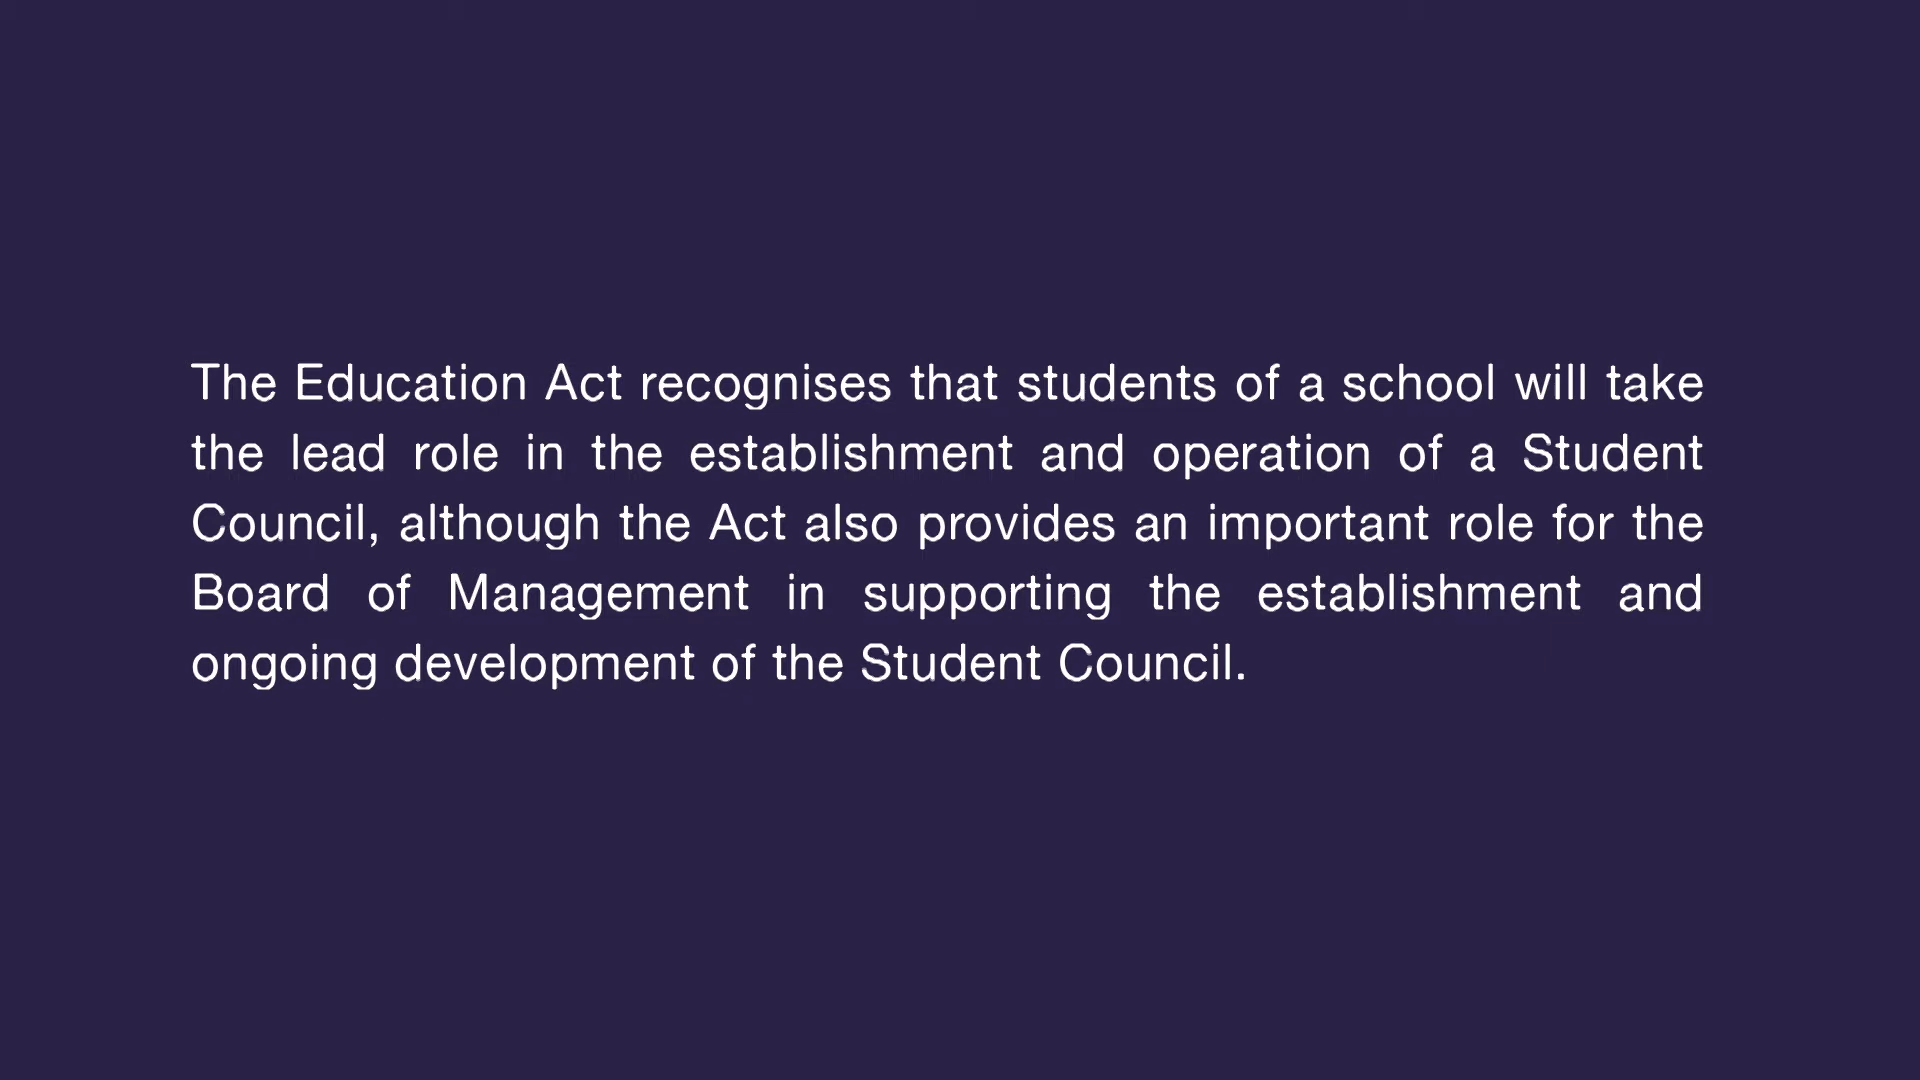 The Education Act recognises that students of a school will take
the lead role in the establishment and operation of a Student
Council, although the Act also provides an important role for the
Board of Management in supporting the establishment and
ongoing development of the Student Council.